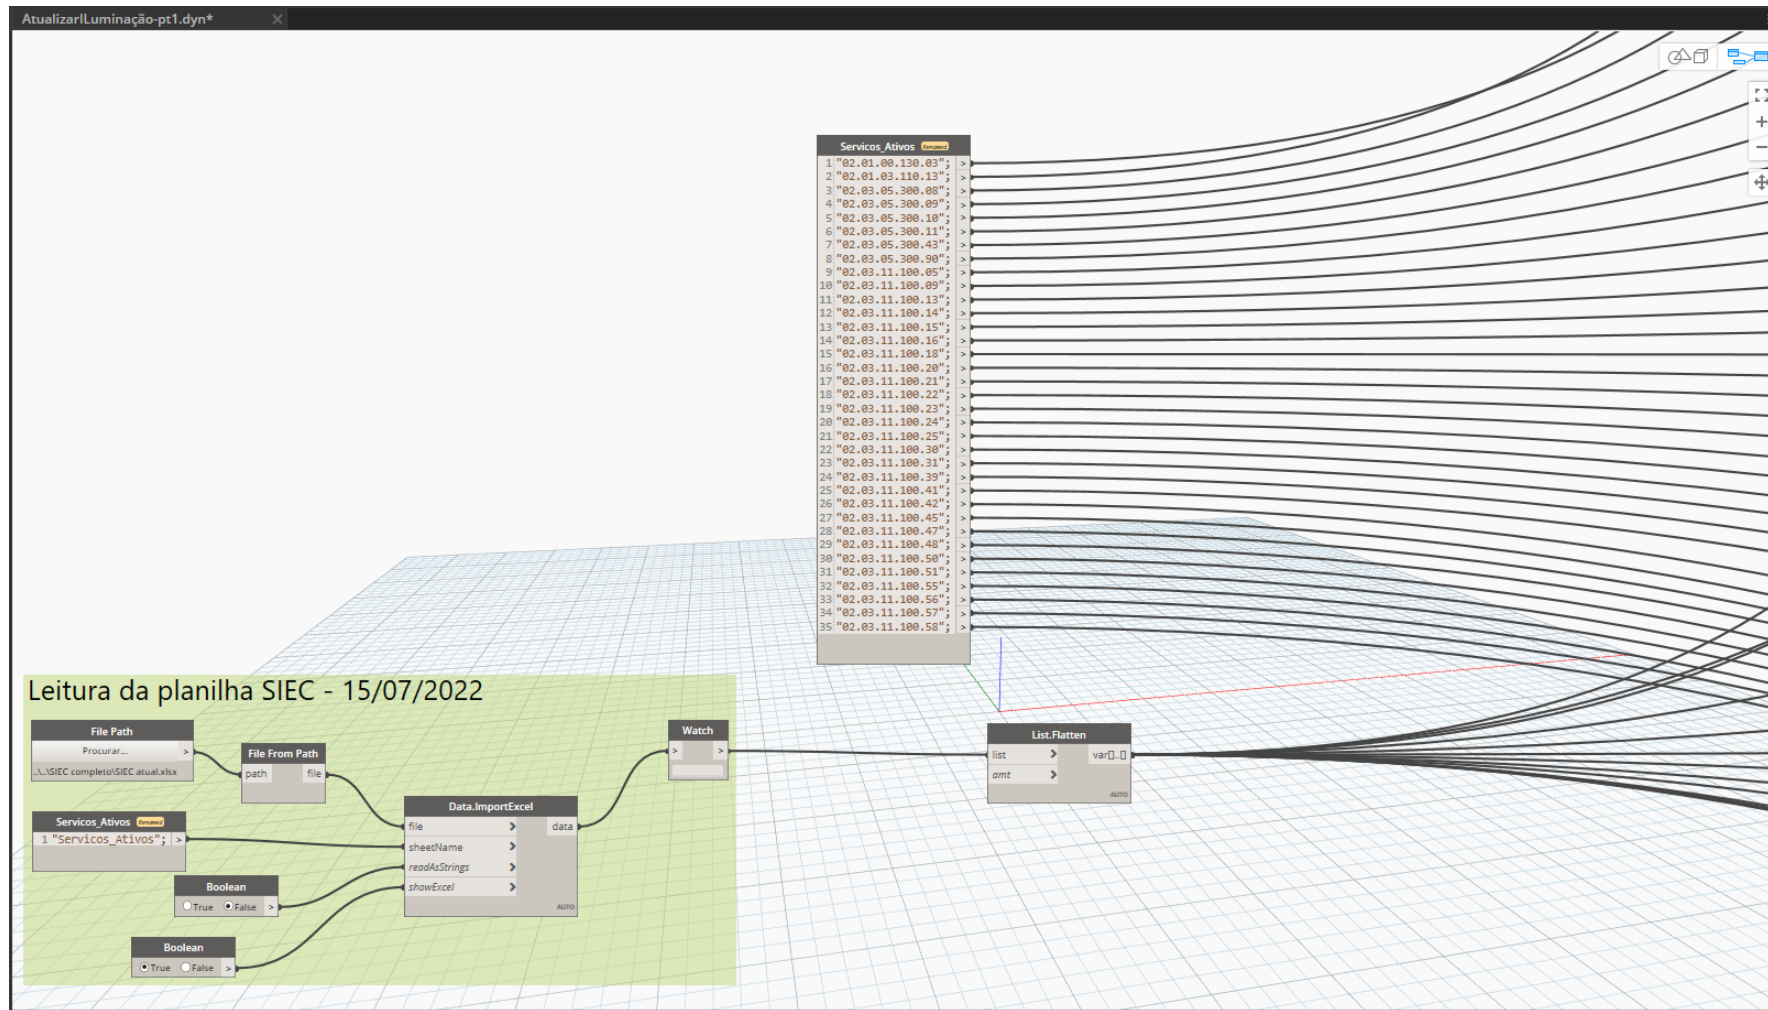 AtualizarILuminação-pt1.dyn*
Servicos_Ativos Renamed
1 "02.01.00.130.03"; >
2 "02.01.03.110.13"; >
3 "02.03.05.300.08"; >
4 "02.03.05.300.09"; >
5 "02.03.05.300.10"; >
6 "02.03.05.300.11"; >
7 "02.03.05.300.43"; >
8 "02.03.05.300.90"; >
9 "02.03.11.100.05"; >
10 "02.03.11.100.09"; >
11 "02.03.11.100.13"; >
12 "02.03.11.100.14"; >
13 "02.03.11.100.15"; >
14 "02.03.11.100.16"; >
15 "02.03.11.100.18"; >
16 "02.03.11.100.20"; >
17 "02.03.11.100.21"; >
18 "02.03.11.100.22"; >
19 "02.03.11.100.23"; >
20 "02.03.11.100.24"; >
21 "02.03.11.100.25"; >
22 "02.03.11.100.30"; >
23 "02.03.11.100.31"; >
24 "02.03.11.100.39"; >
25 "02.03.11.100.41"; >
26 "02.03.11.100.42"; >
27 "02.03.11.100.45"; >
28 "02.03.11.100.47"; >
29 "02.03.11.100.48"; >
30 "02.03.11.100.50"; >
31 "02.03.11.100.51"; >
32 "02.03.11.100.55"; >
33 "02.03.11.100.56"; >
34 "02.03.11.100.57"; >
35 "02.03.11.100.58"; >
Leitura da planilha SIEC - 15/07/2022
File Path
Procurar... >
..\..\SIEC completo\SIEC atual.xlsx
File From Path
path file
Servicos_Ativos Renamed
1 "Servicos_Ativos"; >
Boolean
True False >
Boolean
True False >
Data.ImportExcel
file > data
sheetName >
readAsStrings >
showExcel >
AUTO
Watch
> >
List.Flatten
list > var[]..[]
amt >
AUTO